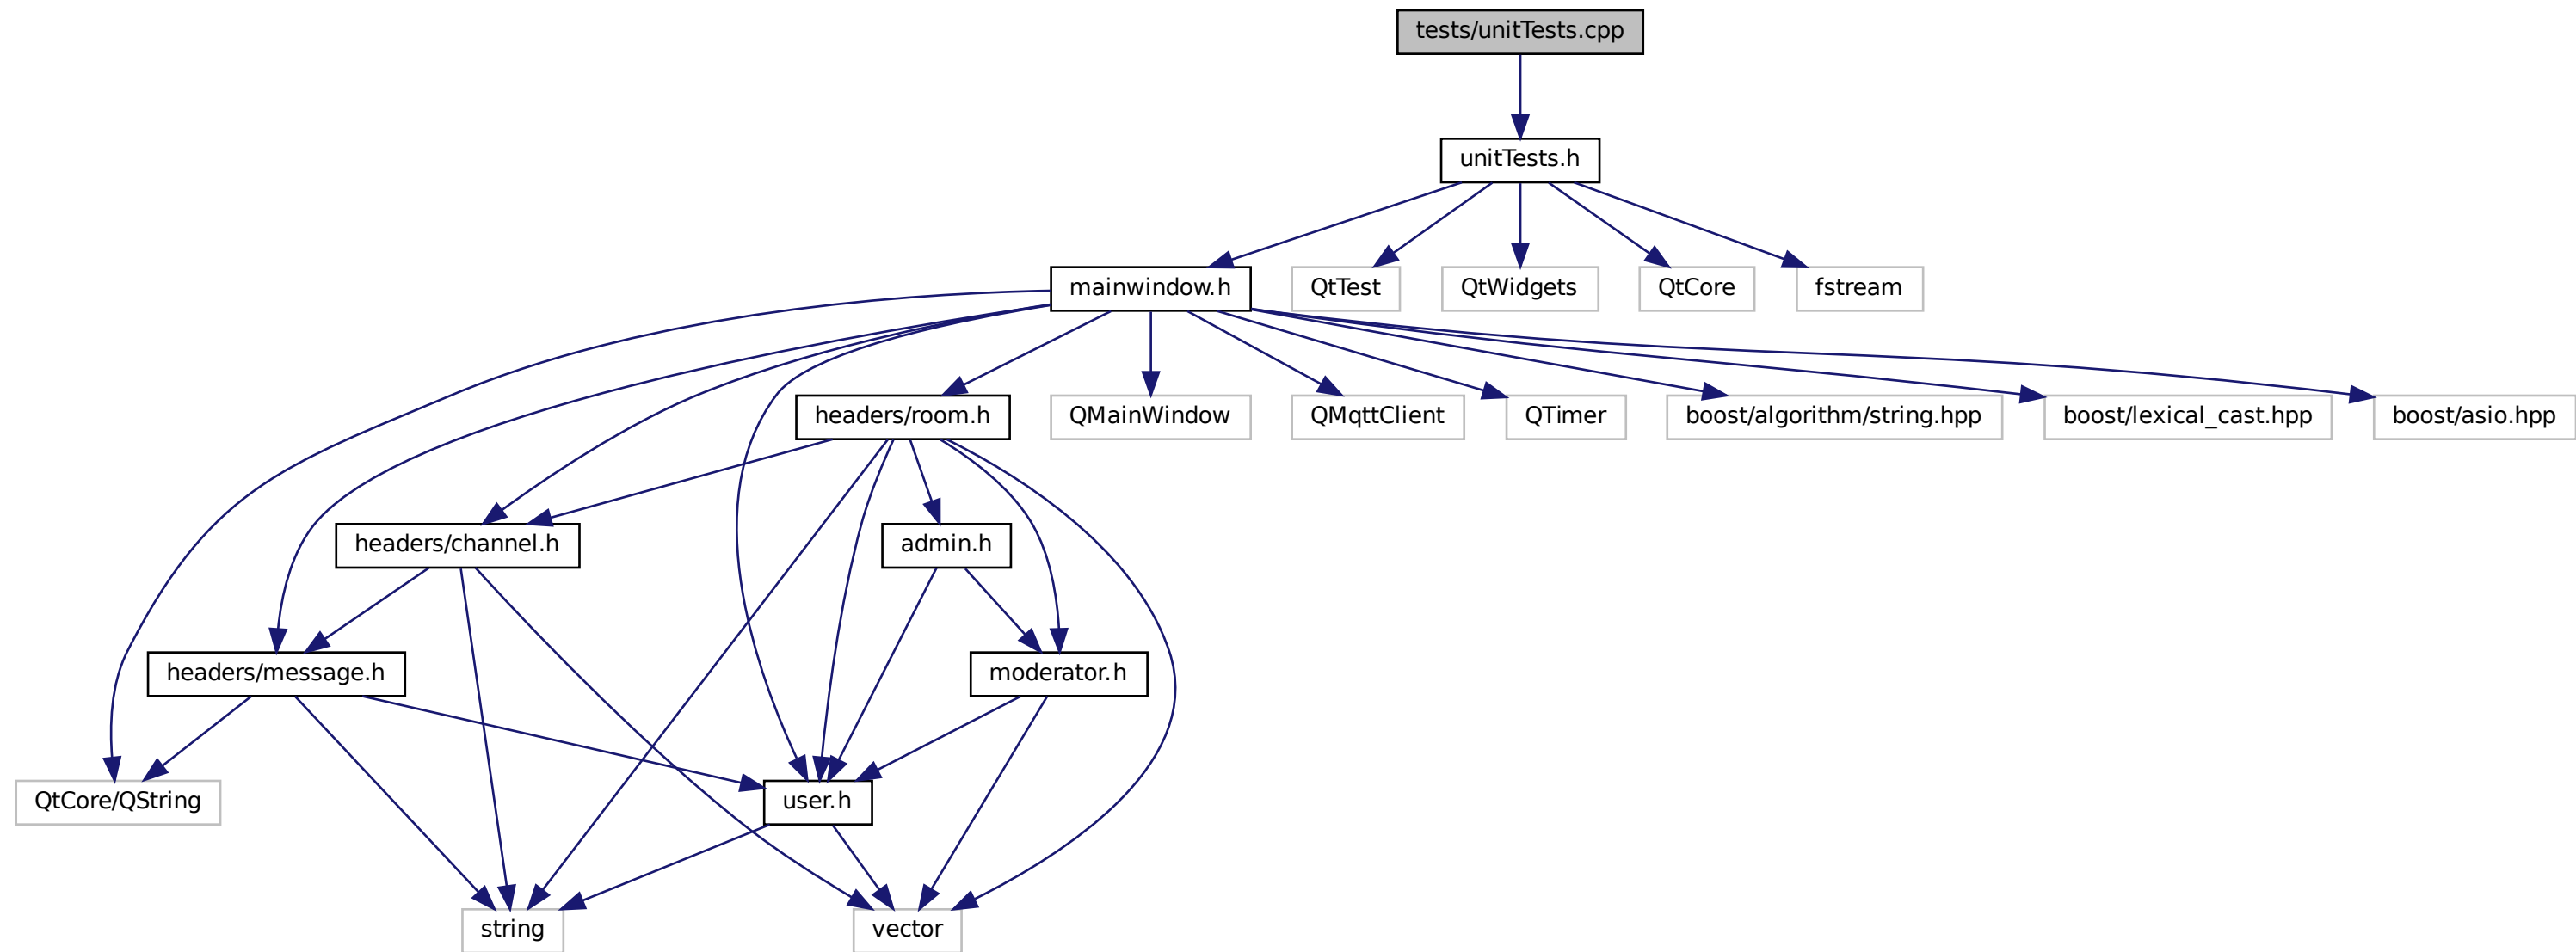 tests/unitTests.cpp
unitTests.h
mainwindow.h
QtTest
QtWidgets
QtCore
fstream
headers/room.h
QMainWindow
QMqttClient
QTimer
boost/algorithm/string.hpp
boost/lexical_cast.hpp
boost/asio.hpp
headers/channel.h
admin.h
headers/message.h
moderator.h
QtCore/QString
user.h
string
vector